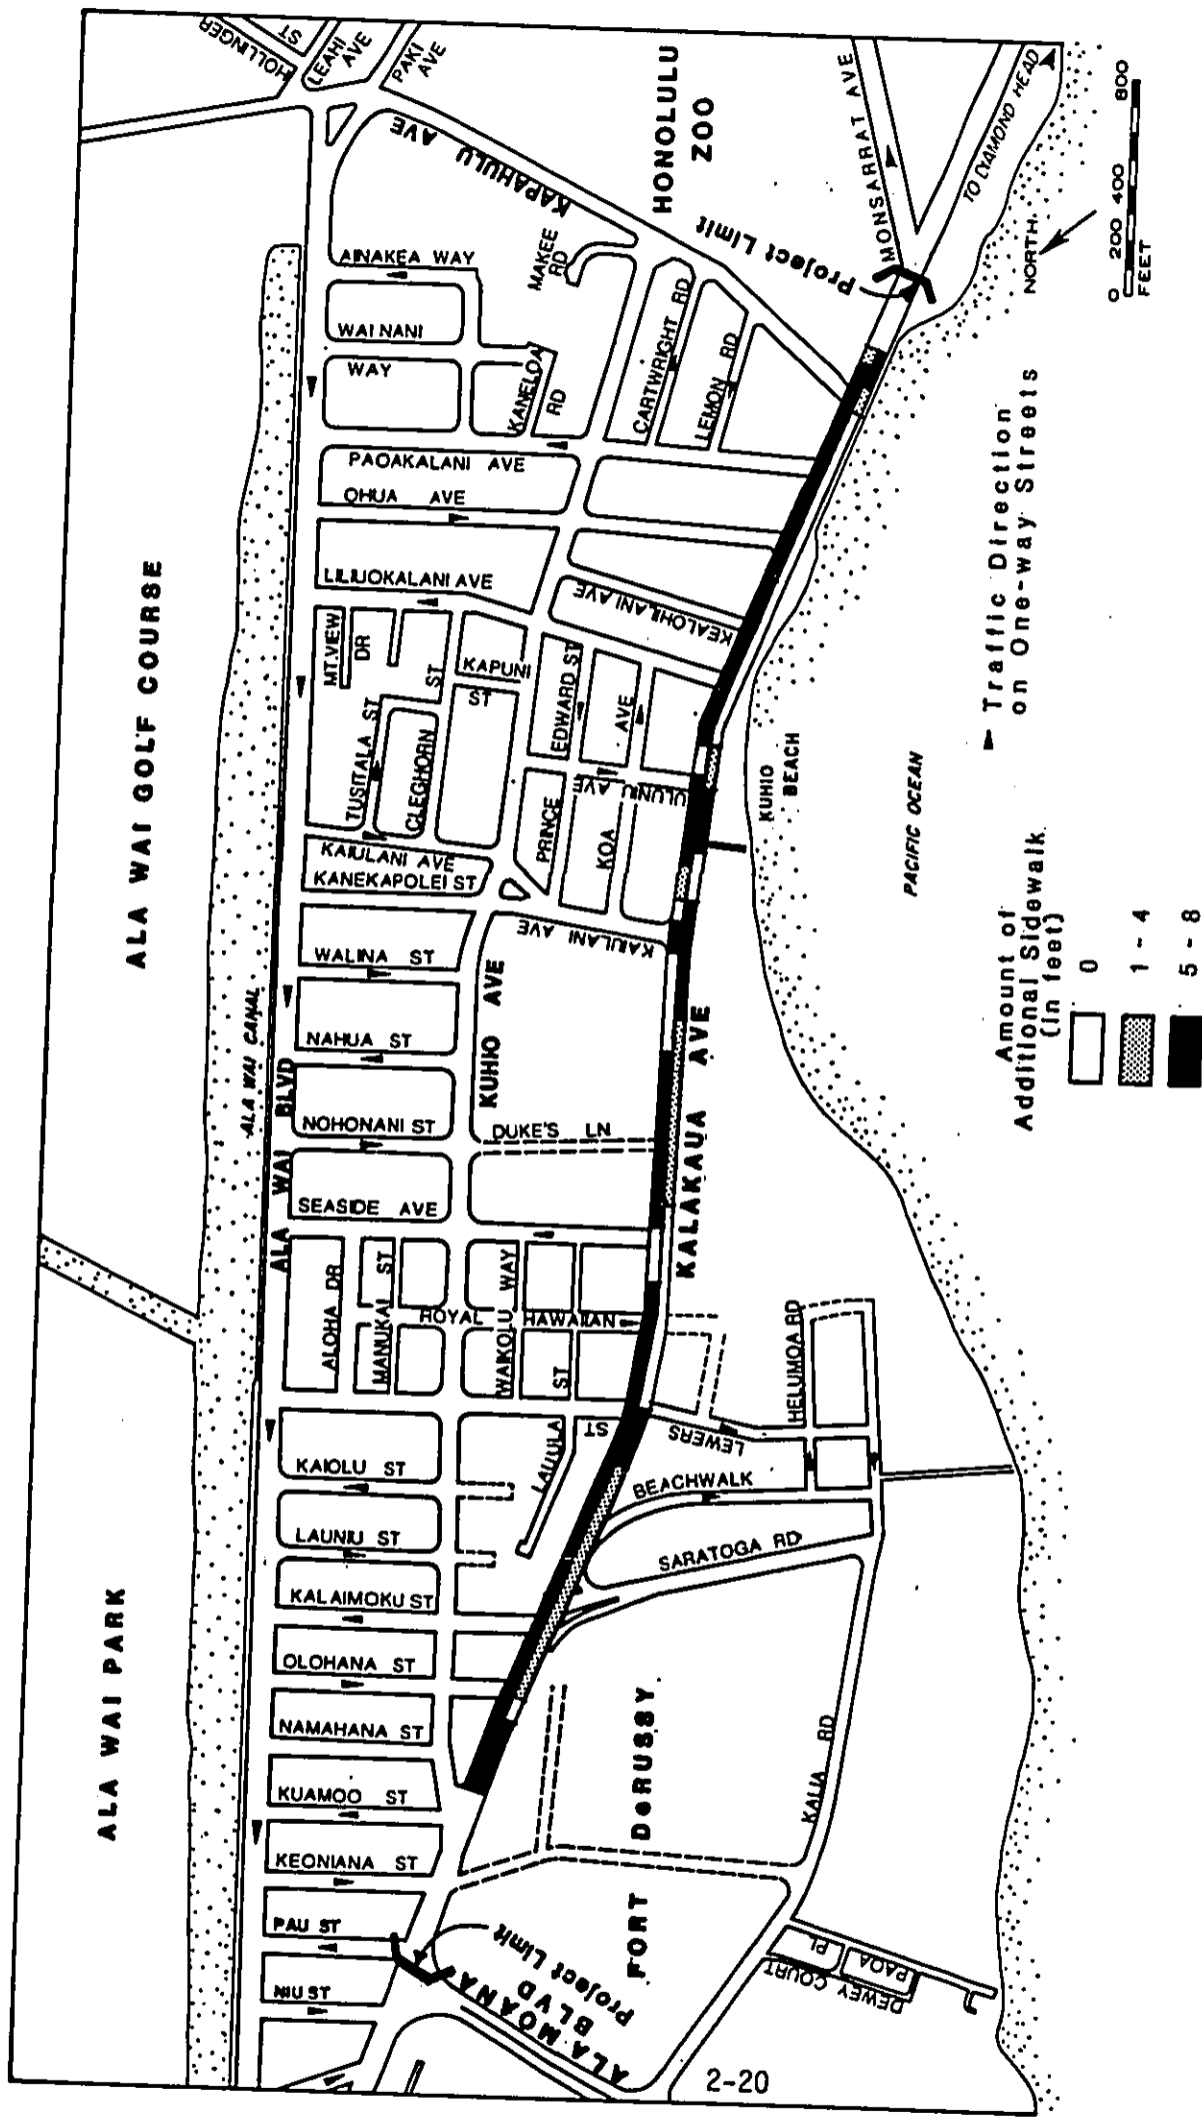 ALA WAI GOLF COURSE
ALA WAI PARK
ALA WAI CANAL
ALA WAI BLVD
HOLLINGER
ST
LEAHI
AVE
PAKI
AVE
KAPAHULU AVE
HONOLULU
ZOO
MONSARRAT AVE
TO DIAMOND HEAD
Project Limit
AINAKEA WAY
WAI NANI
WAY
MAKEE
RD
KANELOA
RD
CARTWRIGHT RD
LEMON RD
PAOAKALANI AVE
OHUA AVE
LILIUOKALANI AVE
KEALOHILANI AVE
MT.VIEW
DR
KAPUNI
ST
EDWARD ST
TUSITALA ST
CLEGHORN
ST
PRINCE
KOA
AVE
ULUNIU AVE
KAIULANI AVE
KANEKAPOLEI ST
KAIULANI AVE
WALINA ST
KUHIO AVE
NAHUA ST
NOHONANI ST
DUKE'S LN
SEASIDE AVE
KALAKAUA AVE
ALOHA DR
MANUKAI ST
WAIKOLU WAY
ROYAL HAWAIIAN
ST
HELUMOA RD
LEWERS
ST
LAUULA
KAIOLU ST
BEACHWALK
LAUNIU ST
SARATOGA RD
KALAIMOKU ST
OLOHANA ST
NAMAHANA ST
KUAMOO ST
KEONIANA ST
PAU ST
NIU ST
FORT DeRUSSY
KALIA RD
Project Limit
ALA MOANA
BLVD
DEWEY COURT
PAOA
PL
KUHIO
BEACH
PACIFIC OCEAN
NORTH
0 200 400 800
FEET
Traffic Direction
on One-way Streets
Amount of
Additional Sidewalk
(in feet)
0
1 - 4
5 - 8
2-20